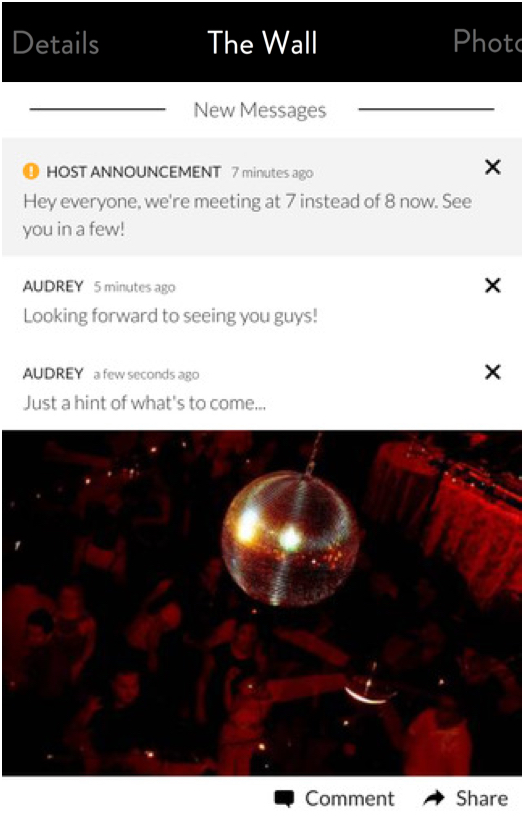 Details The Wall Photo
New Messages
HOST ANNOUNCEMENT 7 minutes ago
Hey everyone, we're meeting at 7 instead of 8 now. See
you in a few!
AUDREY 5 minutes ago
Looking forward to seeing you guys!
AUDREY a few seconds ago
Just a hint of what's to come...
Comment Share